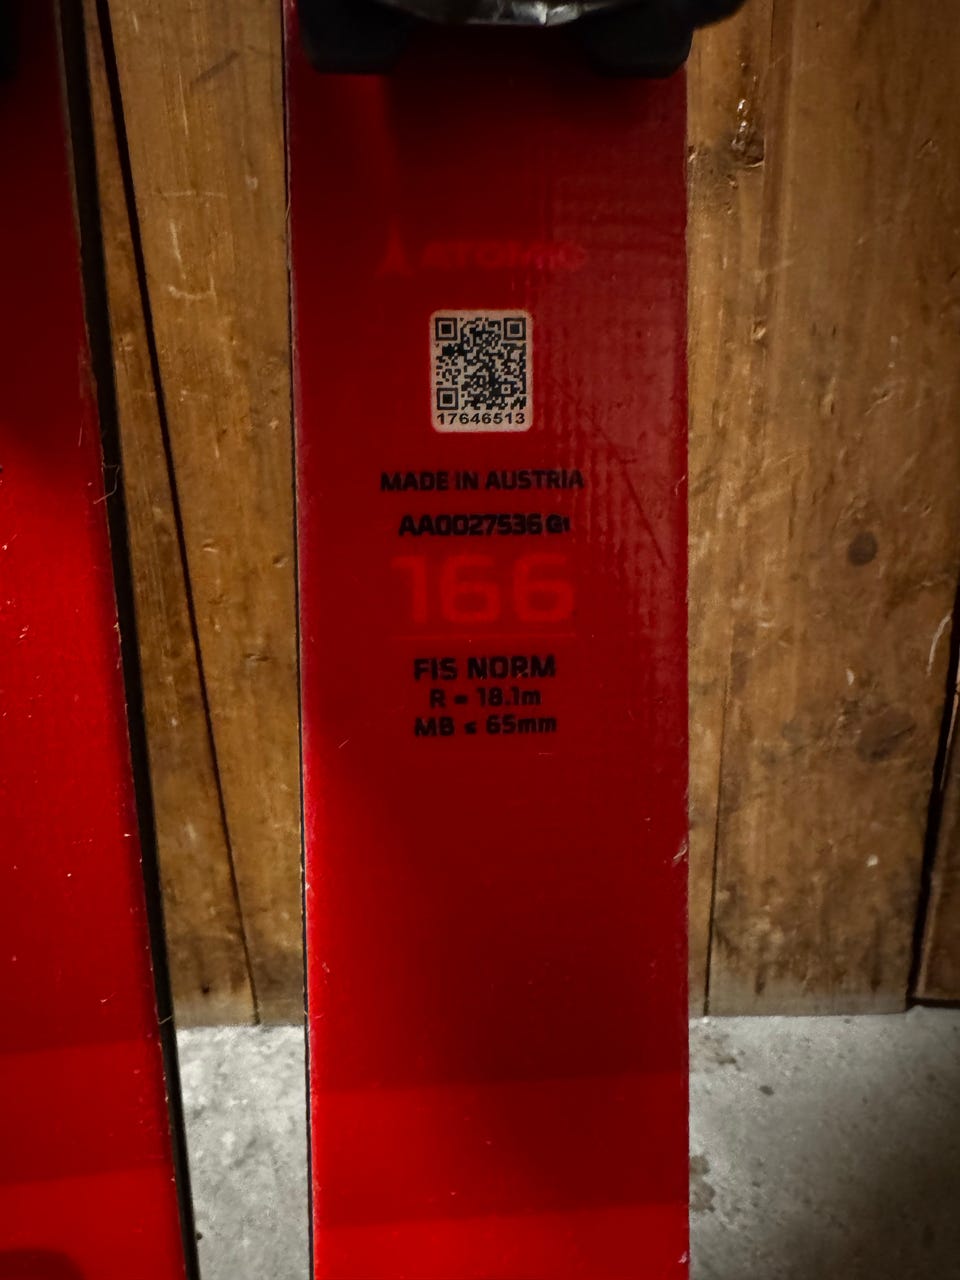 ATOMIC
17646513
MADE IN AUSTRIA
AA0027536 G1
166
FIS NORM
R = 18.1m
MB ≤ 65mm